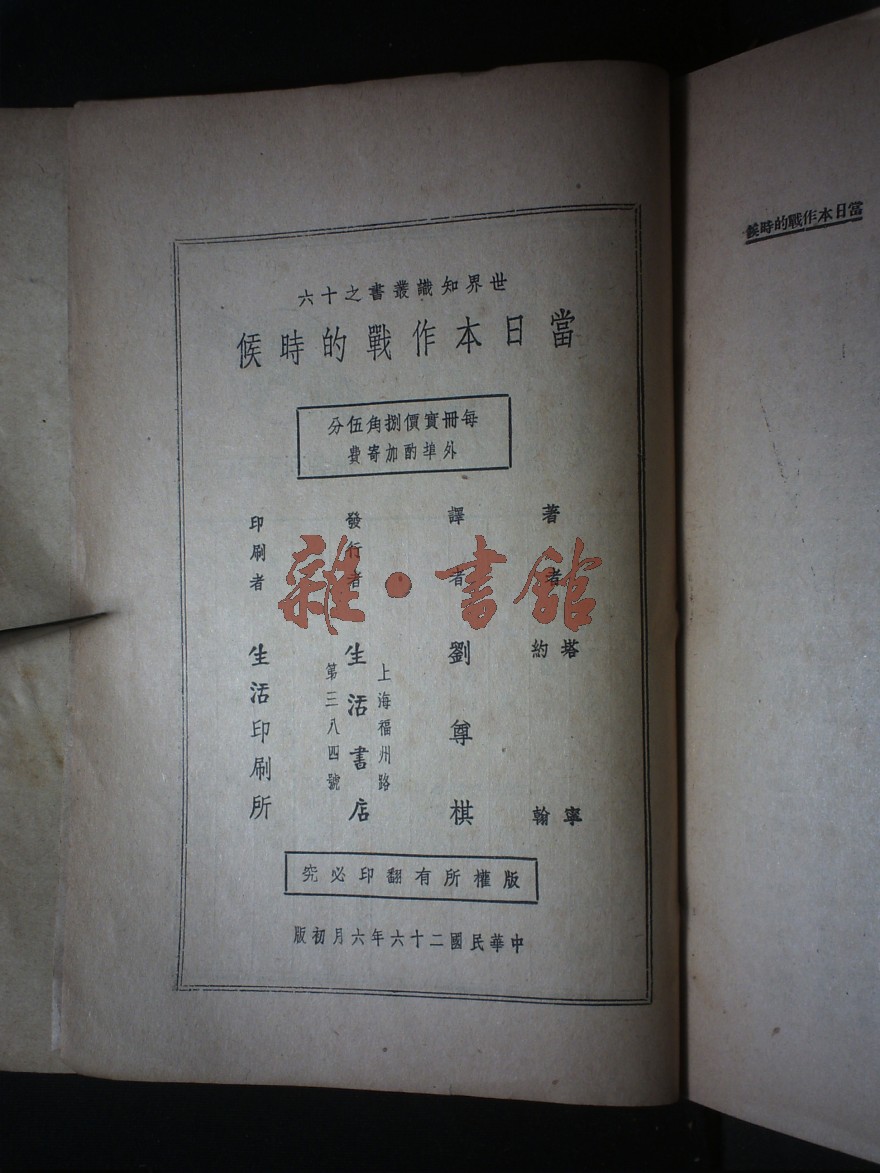 世界知識叢書之十六
當日本作戰的時候
每冊實價捌角伍分
外埠酌加寄費
著者 塔寧 約翰
譯者 劉尊棋
發行者 生活書店
上海福州路
第三八四號
印刷者 生活印刷所
版權所有翻印必究
中華民國二十六年六月初版
當日本作戰的時候
雜·書館